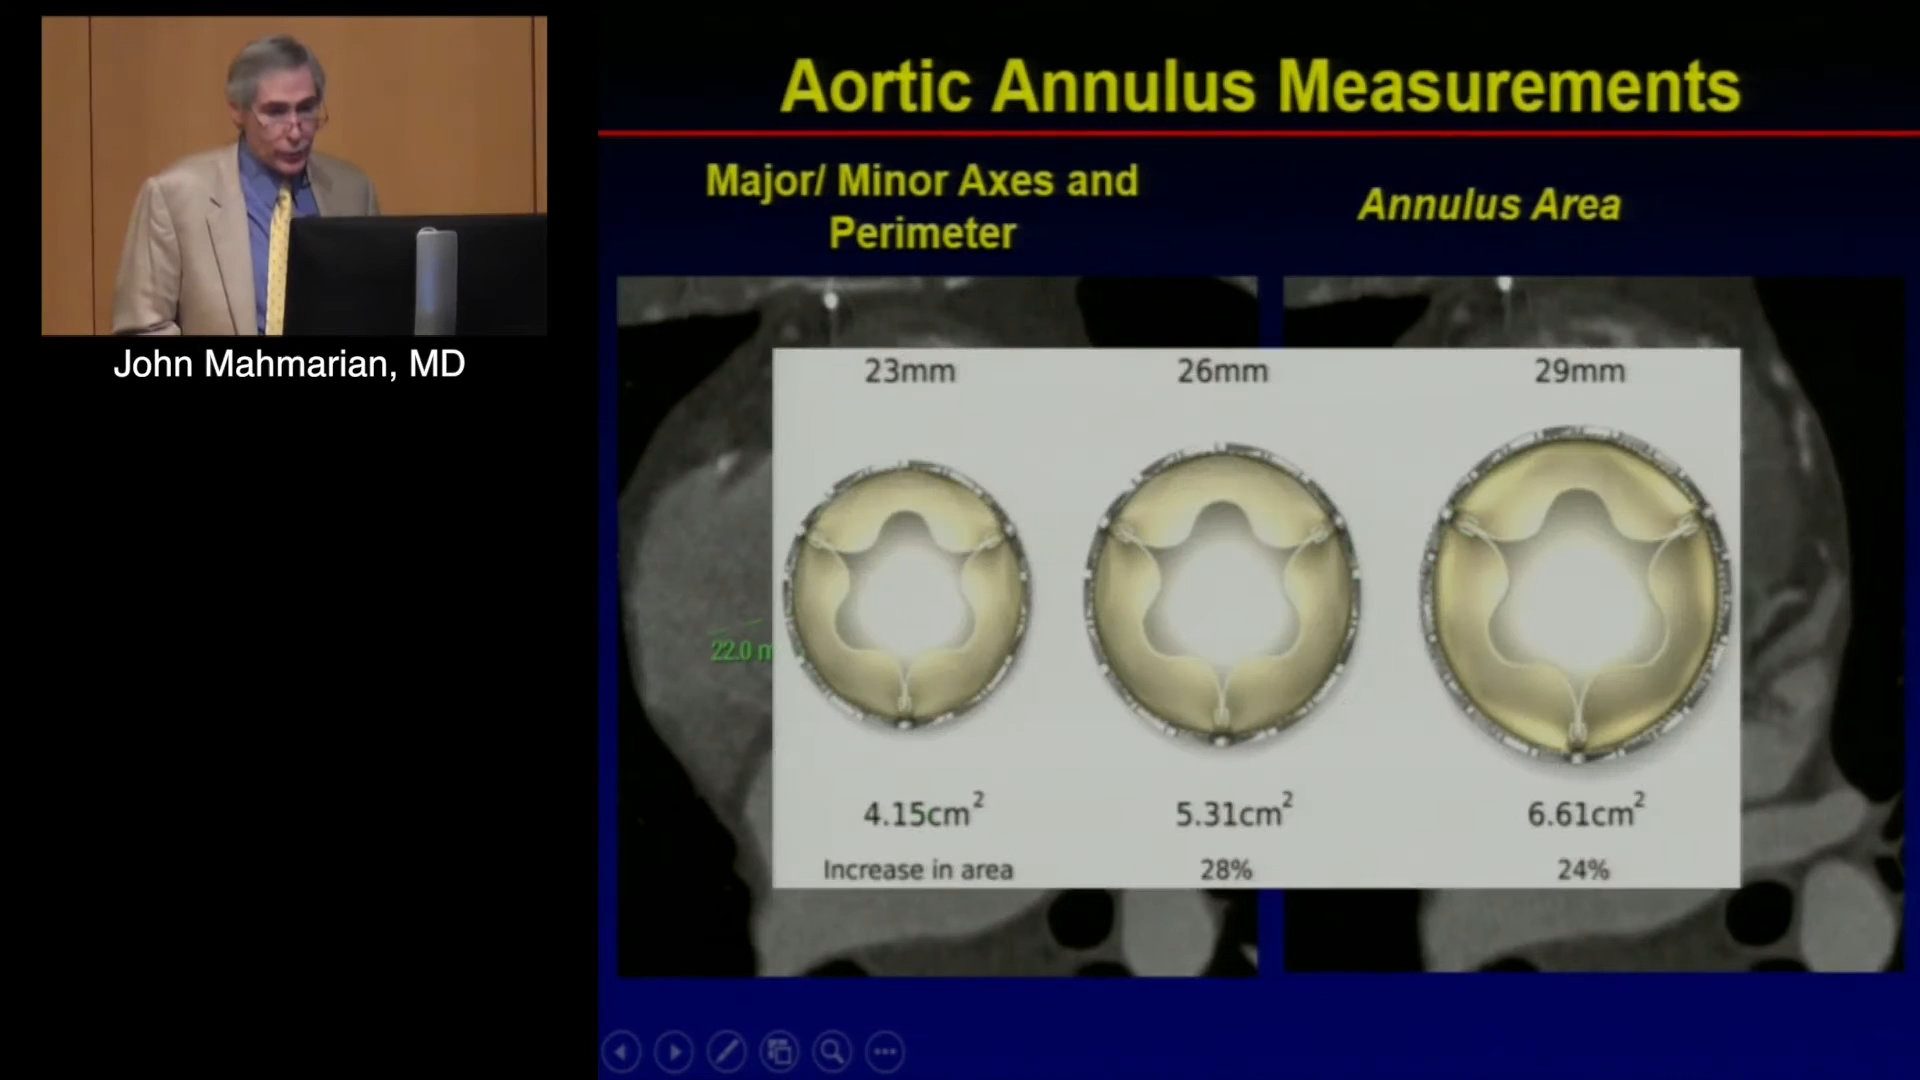 John Mahmarian, MD
Aortic Annulus Measurements
Major/ Minor Axes and
Perimeter
Annulus Area
23mm 26mm 29mm
22.0 m
4.15cm² 5.31cm² 6.61cm²
Increase in area 28% 24%